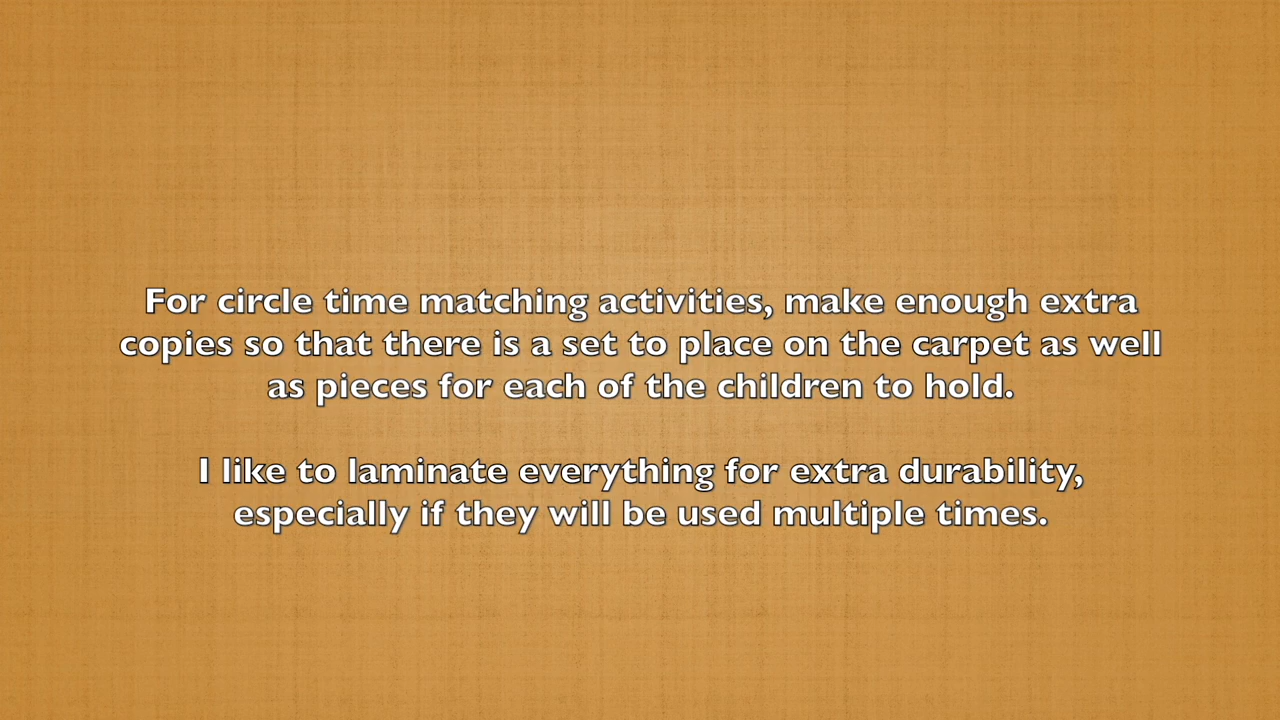 For circle time matching activities, make enough extra
copies so that there is a set to place on the carpet as well
as pieces for each of the children to hold.
I like to laminate everything for extra durability,
especially if they will be used multiple times.